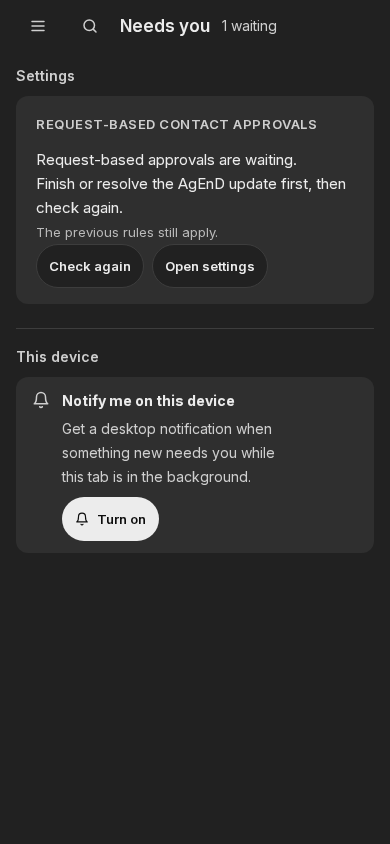 Needs you 1 waiting
Settings
REQUEST-BASED CONTACT APPROVALS
Request-based approvals are waiting.
Finish or resolve the AgEnD update first, then
check again.
The previous rules still apply.
Check again Open settings
This device
Notify me on this device
Get a desktop notification when
something new needs you while
this tab is in the background.
Turn on